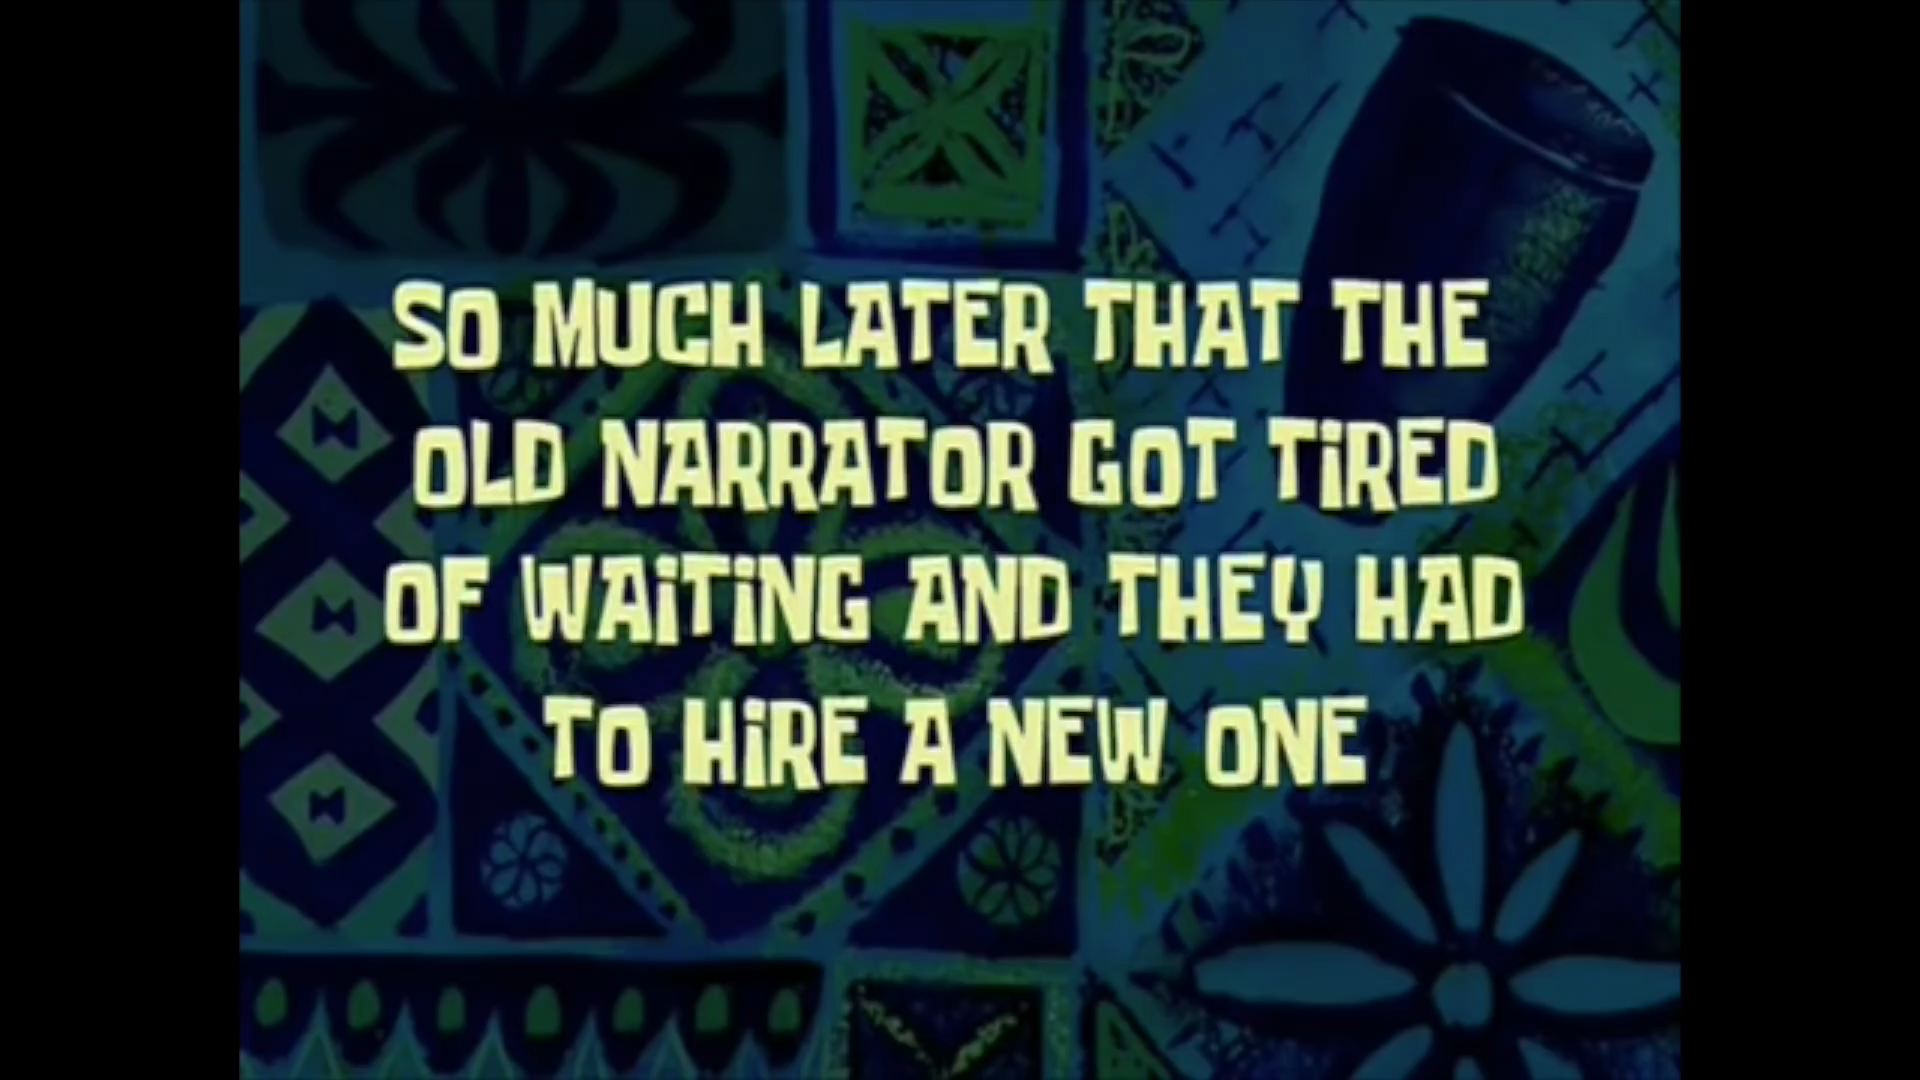 SO MUCH LATER THAT THE
OLD NARRATOR GOT TiRED
OF WAiTiNG AND THEY HAD
TO HiRE A NEW ONE